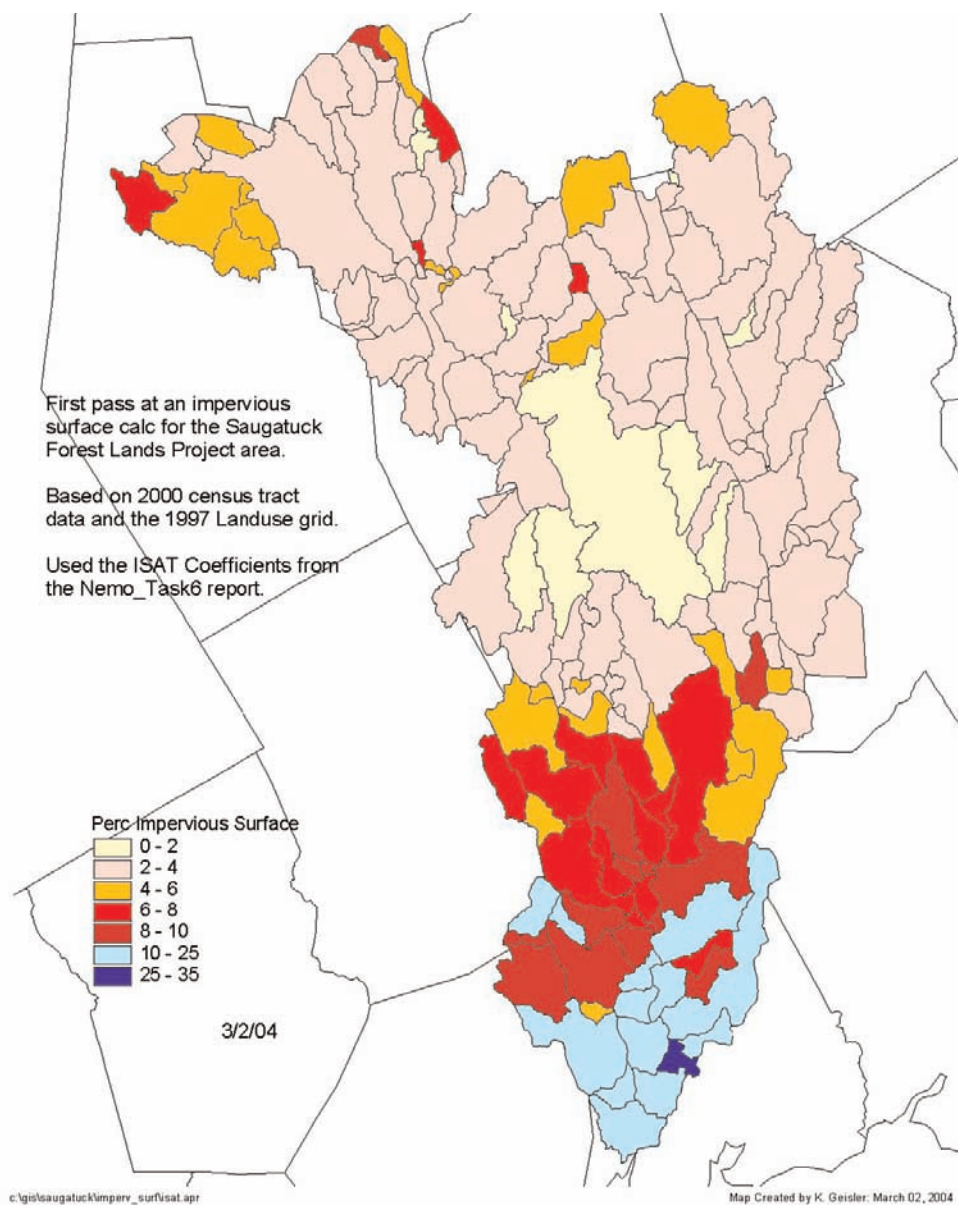 First pass at an impervious
surface calc for the Saugatuck
Forest Lands Project area.
Based on 2000 census tract
data and the 1997 Landuse grid.
Used the ISAT Coefficients from
the Nemo_Task6 report.
Perc Impervious Surface
0 - 2
2 - 4
4 - 6
6 - 8
8 - 10
10 - 25
25 - 35
3/2/04
c:\gis\saugatuck\imperv_surf\isat.apr
Map Created by K. Geisler: March 02, 2004